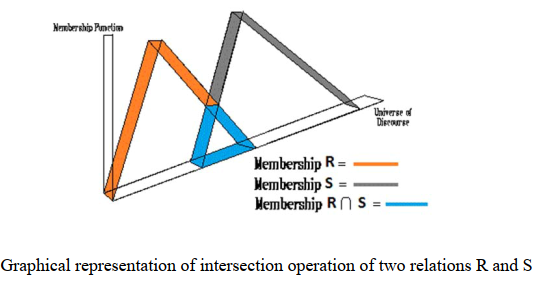 Membership Function
Universe of
Discourse
Membership R =
Membership S =
Membership R ∩ S =
Graphical representation of intersection operation of two relations R and S